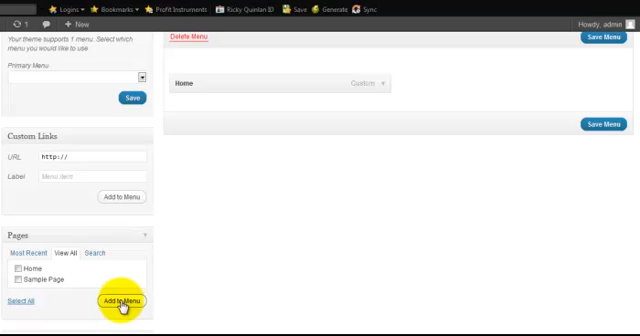 Logins Bookmarks Profit Instruments Ricky Quinlan ID Save Generate Sync
1 + New Howdy, admin
Your theme supports 1 menu. Select which
menu you would like to use.
Primary Menu
Save
Custom Links
URL http://
Label Menu Item
Add to Menu
Pages
Most Recent View All Search
Home
Sample Page
Select All Add to Menu
Delete Menu Save Menu
Home Custom
Save Menu